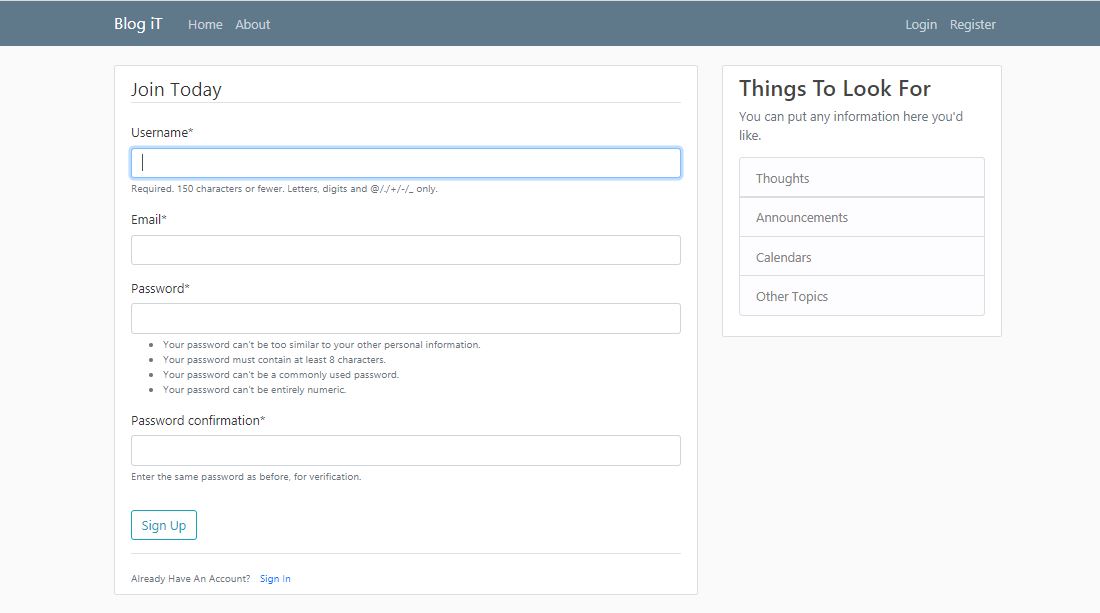 Blog iT Home About Login Register
Join Today
Username*
Required. 150 characters or fewer. Letters, digits and @/./+/-/_ only.
Email*
Password*
Your password can't be too similar to your other personal information.
Your password must contain at least 8 characters.
Your password can't be a commonly used password.
Your password can't be entirely numeric.
Password confirmation*
Enter the same password as before, for verification.
Sign Up
Already Have An Account? Sign In
Things To Look For
You can put any information here you'd
like.
Thoughts
Announcements
Calendars
Other Topics